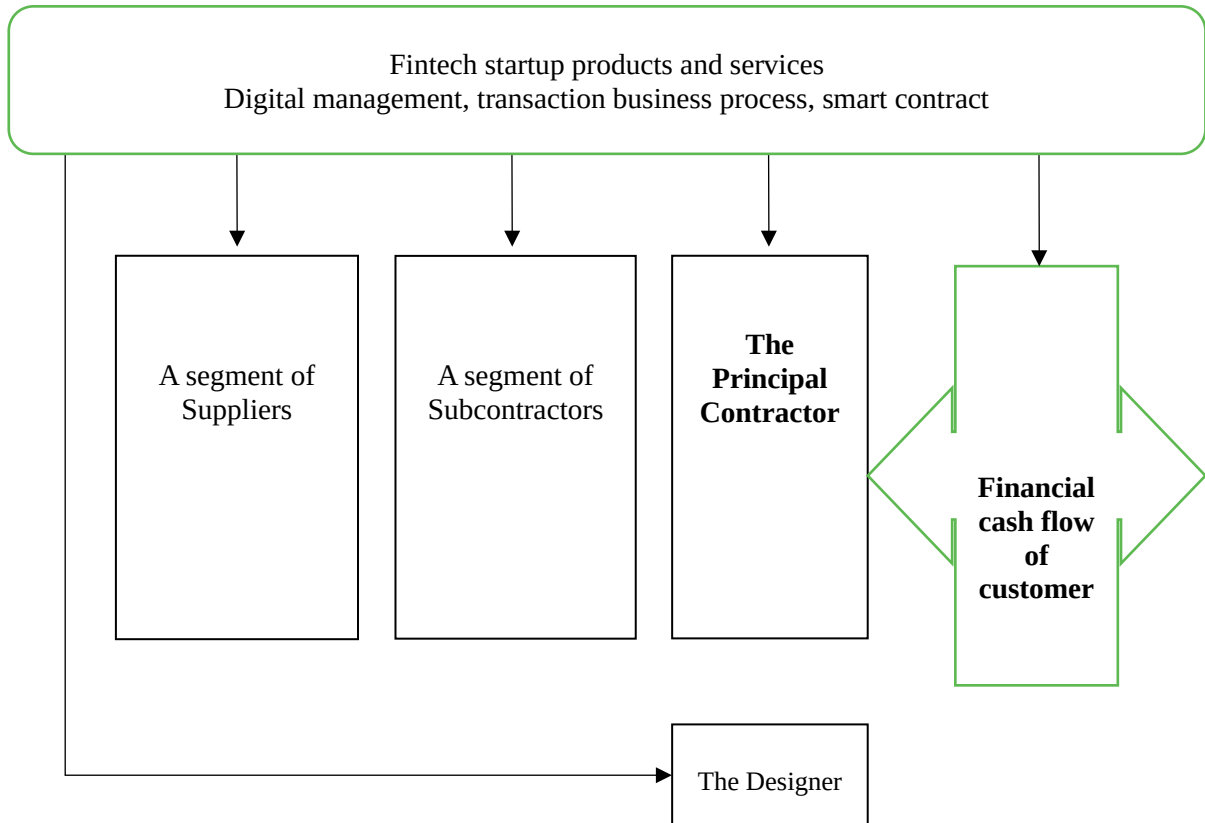 Fintech startup products and services
Digital management, transaction business process, smart contract
A segment of
Suppliers
A segment of
Subcontractors
The
Principal
Contractor
Financial
cash flow
of
customer
The Designer